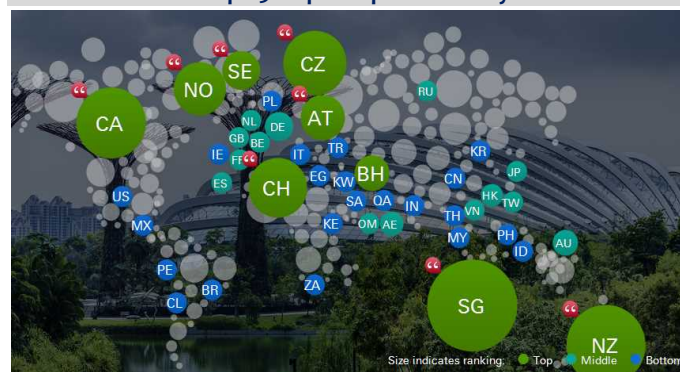 CZ
SE
NO
CA
PL
AT
NL
DE
GB
BE
TR
IE
FR
IT
KR
RU
JP
ES
CH
EG
KW
BH
CN
US
SA
QA
IN
HK
TW
VN
TH
MX
KE
OM
AE
MY
PH
ID
AU
PE
BR
CL
ZA
SG
NZ
Size indicates ranking: Top Middle Bottom